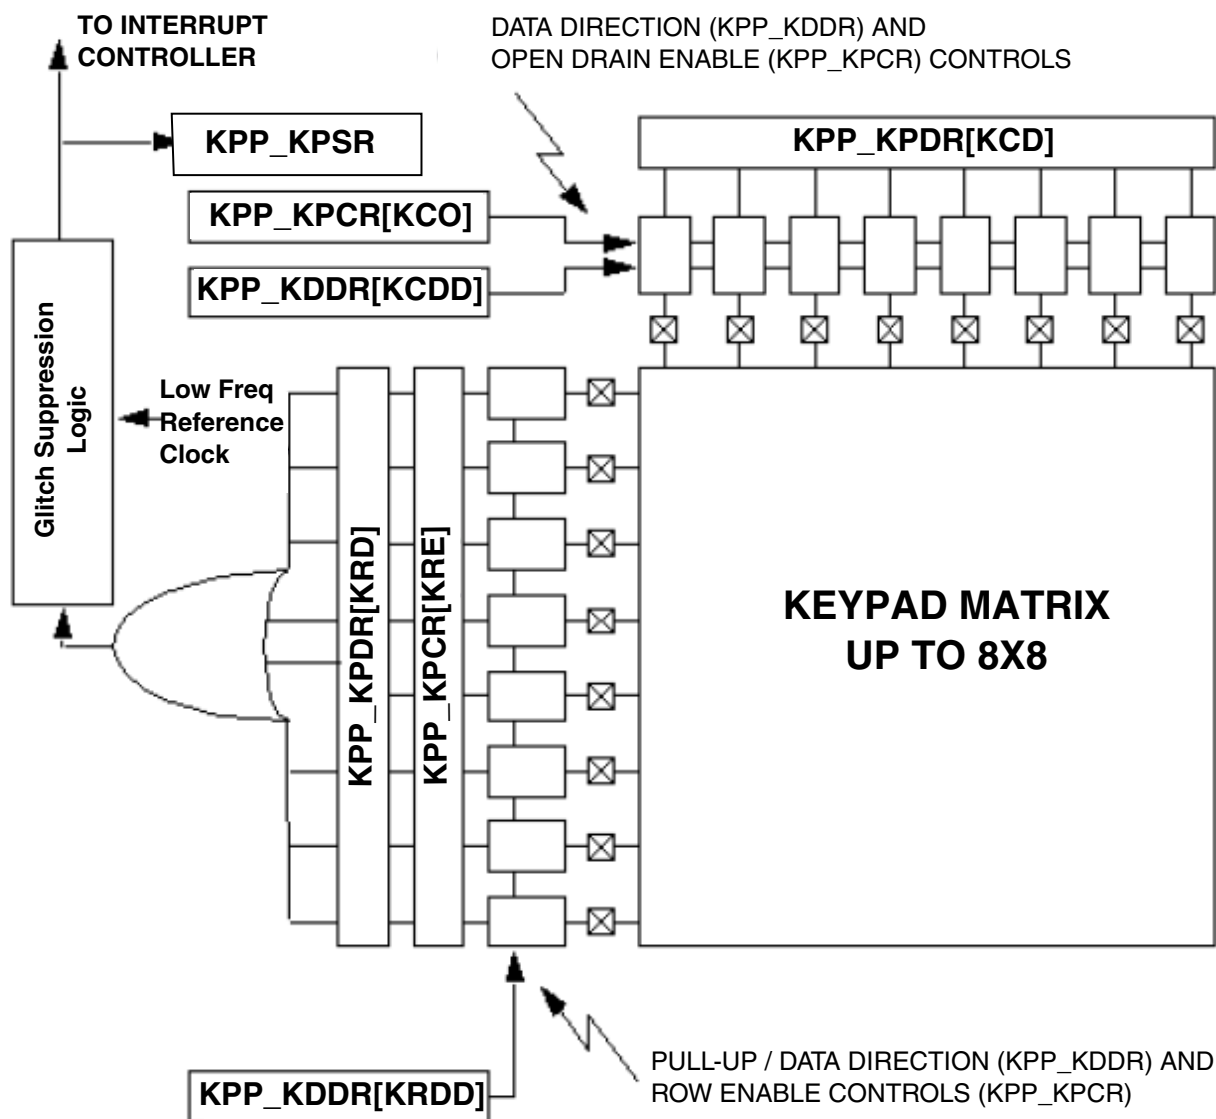 TO INTERRUPT
CONTROLLER
DATA DIRECTION (KPP_KDDR) AND
OPEN DRAIN ENABLE (KPP_KPCR) CONTROLS
KPP_KPSR
KPP_KPDR[KCD]
KPP_KPCR[KCO]
KPP_KDDR[KCDD]
Glitch Suppression
Logic
Low Freq
Reference
Clock
KPP_KPDR[KRD]
KPP_KPCR[KRE]
KEYPAD MATRIX
UP TO 8X8
PULL-UP / DATA DIRECTION (KPP_KDDR) AND
ROW ENABLE CONTROLS (KPP_KPCR)
KPP_KDDR[KRDD]